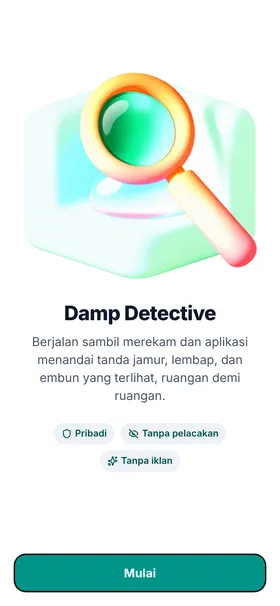 Damp Detective
Berjalan sambil merekam dan aplikasi
menandai tanda jamur, lembap, dan
embun yang terlihat, ruangan demi
ruangan.
Pribadi
Tanpa pelacakan
Tanpa iklan
Mulai